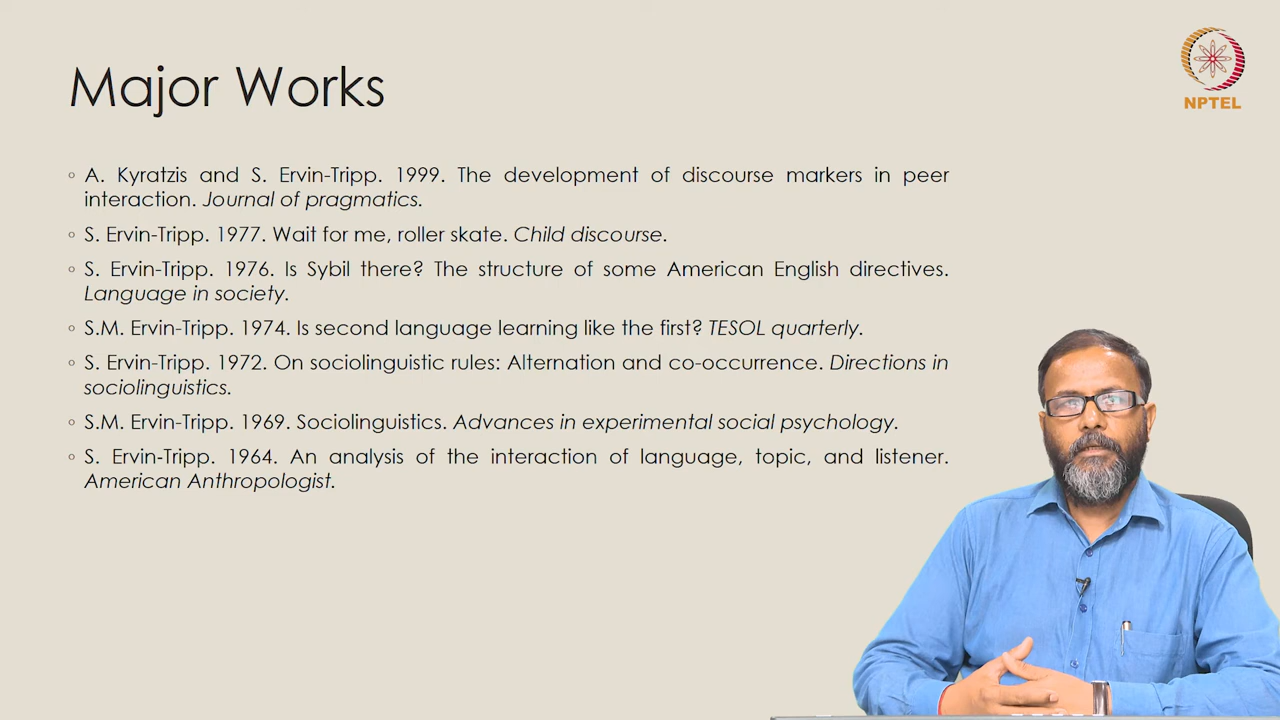 Major Works
NPTEL
◦ A. Kyratzis and S. Ervin-Tripp. 1999. The development of discourse markers in peer
interaction. Journal of pragmatics.
◦ S. Ervin-Tripp. 1977. Wait for me, roller skate. Child discourse.
◦ S. Ervin-Tripp. 1976. Is Sybil there? The structure of some American English directives.
Language in society.
◦ S.M. Ervin-Tripp. 1974. Is second language learning like the first? TESOL quarterly.
◦ S. Ervin-Tripp. 1972. On sociolinguistic rules: Alternation and co-occurrence. Directions in
sociolinguistics.
◦ S.M. Ervin-Tripp. 1969. Sociolinguistics. Advances in experimental social psychology.
◦ S. Ervin-Tripp. 1964. An analysis of the interaction of language, topic, and listener.
American Anthropologist.